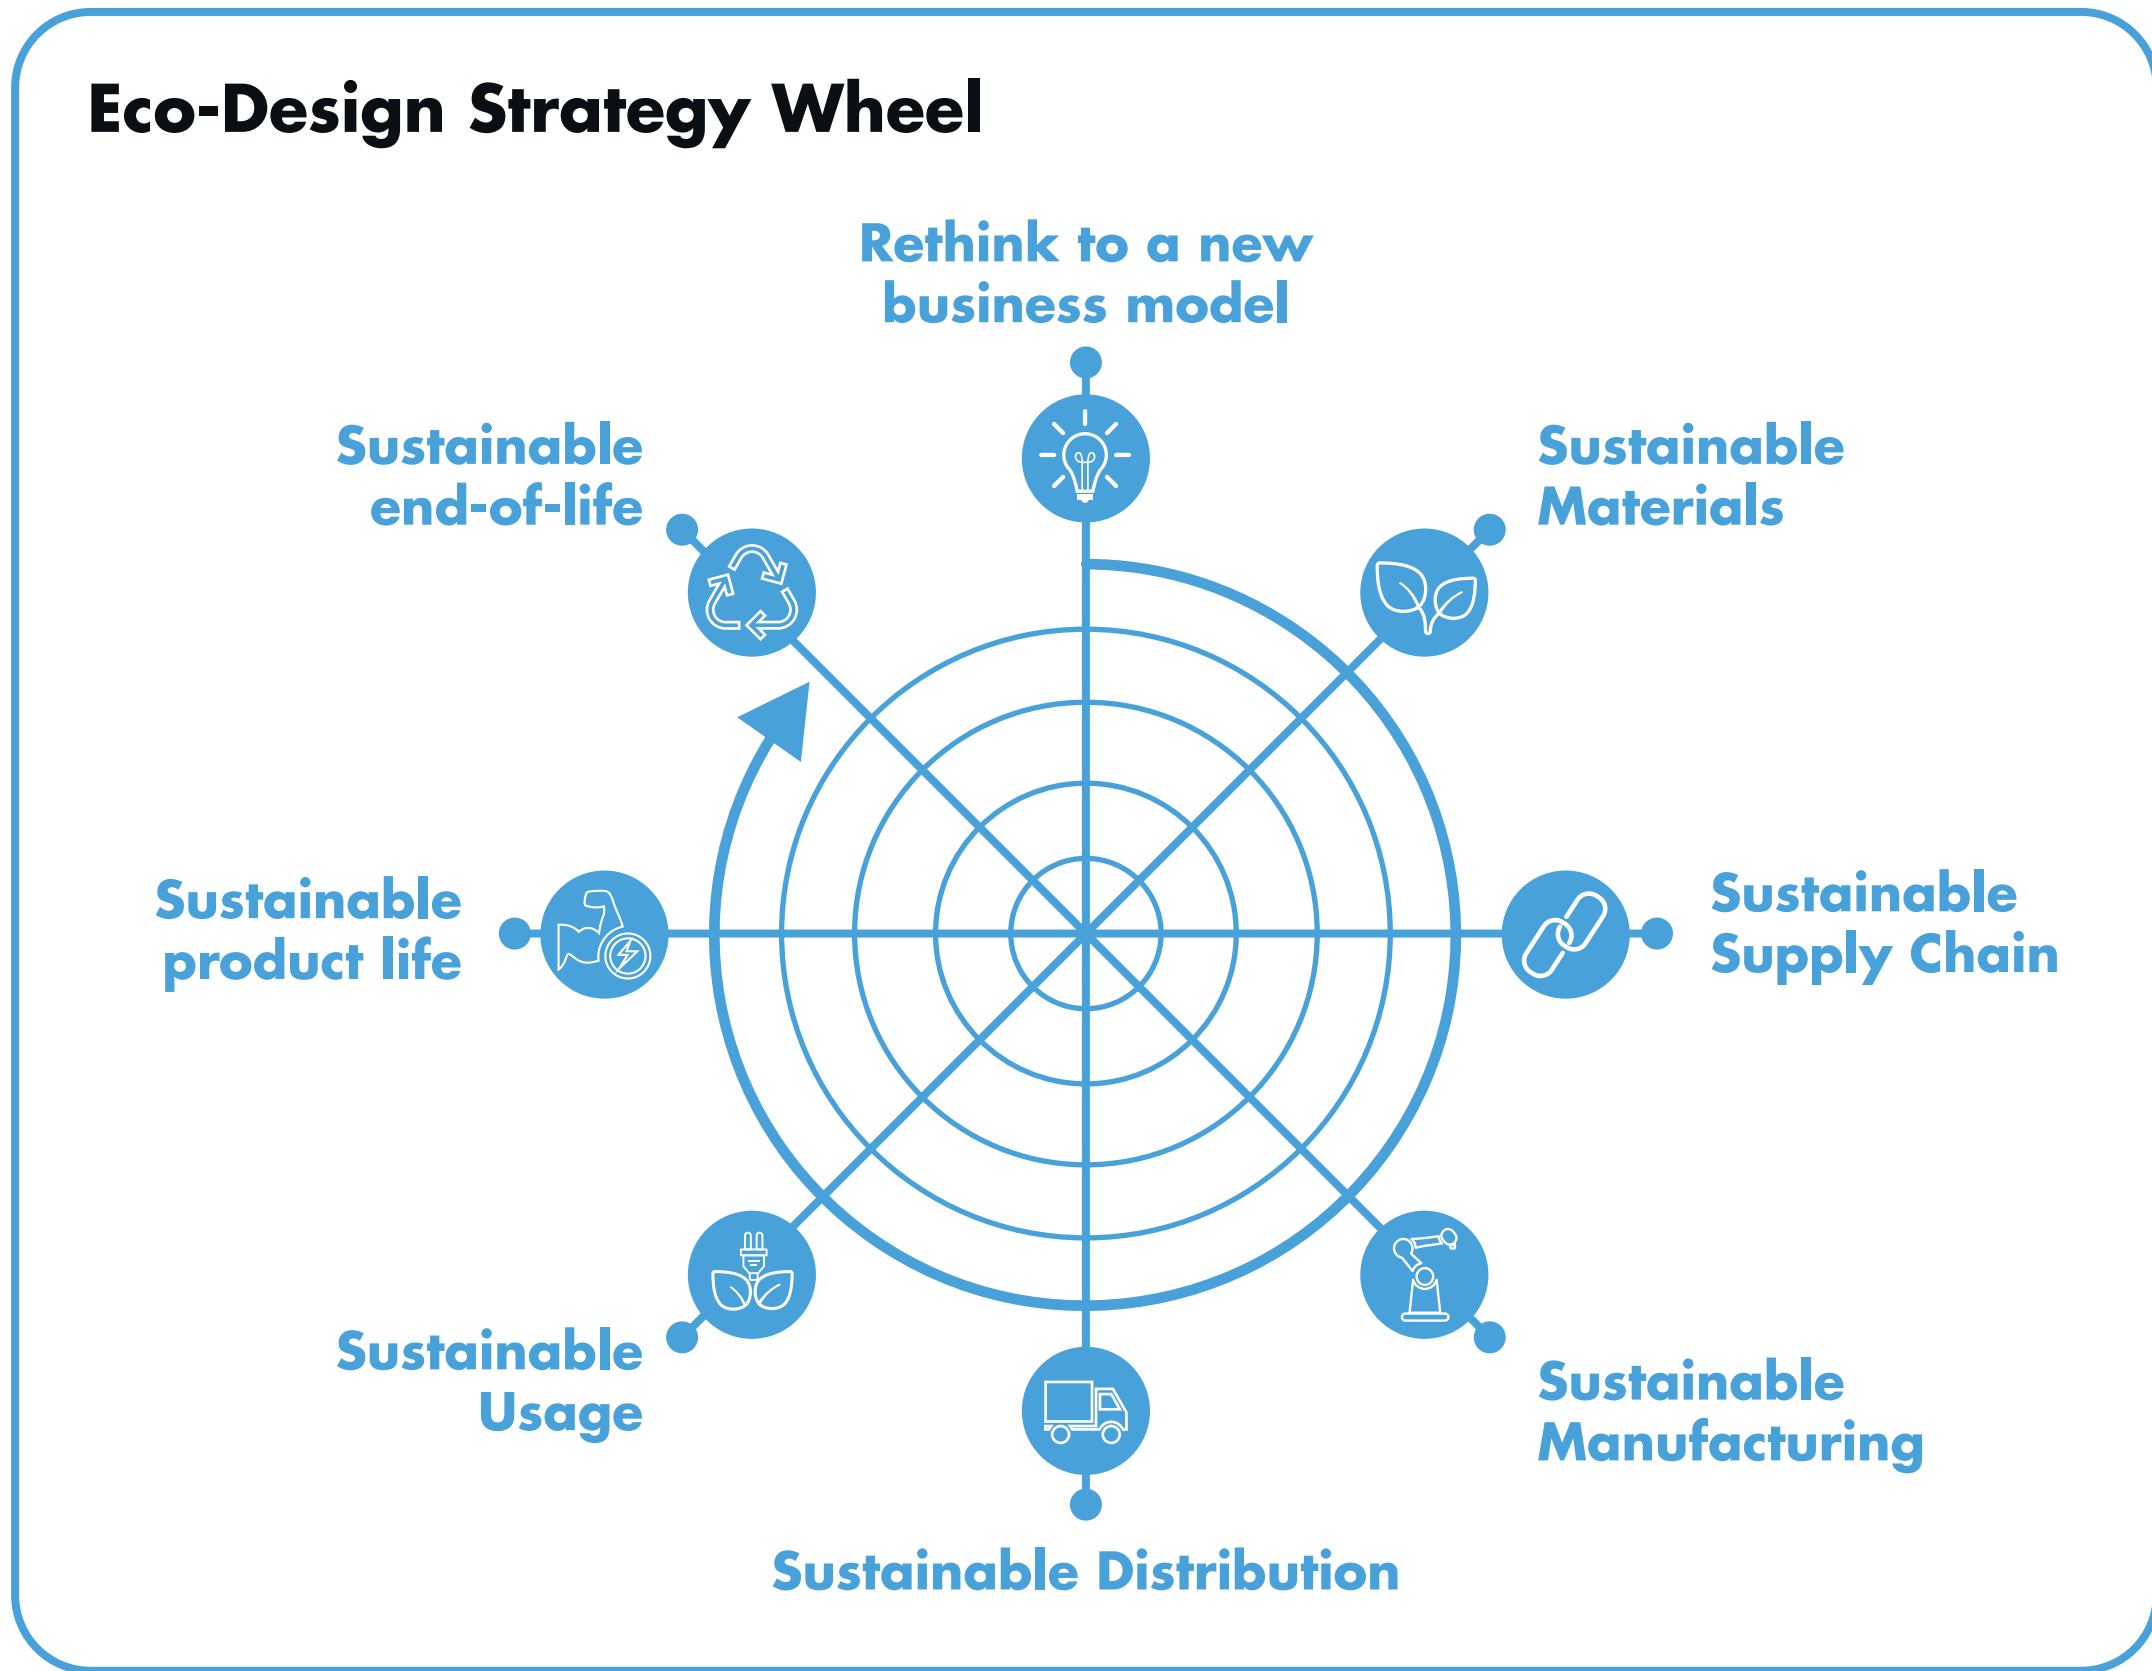 Eco-Design Strategy Wheel
Rethink to a new
business model
Sustainable
Materials
Sustainable
Supply Chain
Sustainable
Manufacturing
Sustainable Distribution
Sustainable
Usage
Sustainable
product life
Sustainable
end-of-life